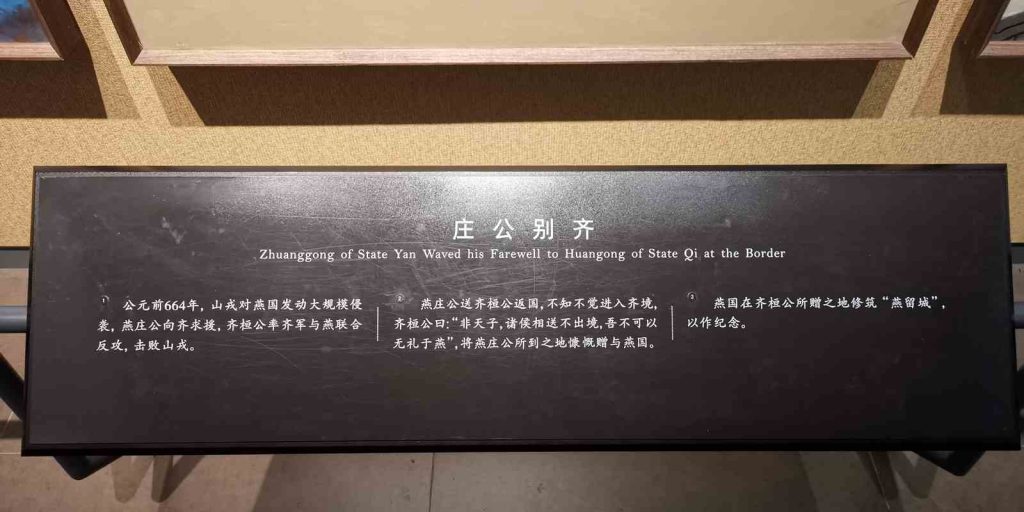 庄公别齐
Zhuanggong of State Yan Waved his Farewell to Huangong of State Qi at the Border
① 公元前664年，山戎对燕国发动大规模侵
袭，燕庄公向齐求援，齐桓公率齐军与燕联合
反攻，击败山戎。
② 燕庄公送齐桓公返国，不知不觉进入齐境，
齐桓公曰：“非天子，诸侯相送不出境，吾不可以
无礼于燕”，将燕庄公所到之地慷慨赠与燕国。
③ 燕国在齐桓公所赠之地修筑“燕留城”，
以作纪念。